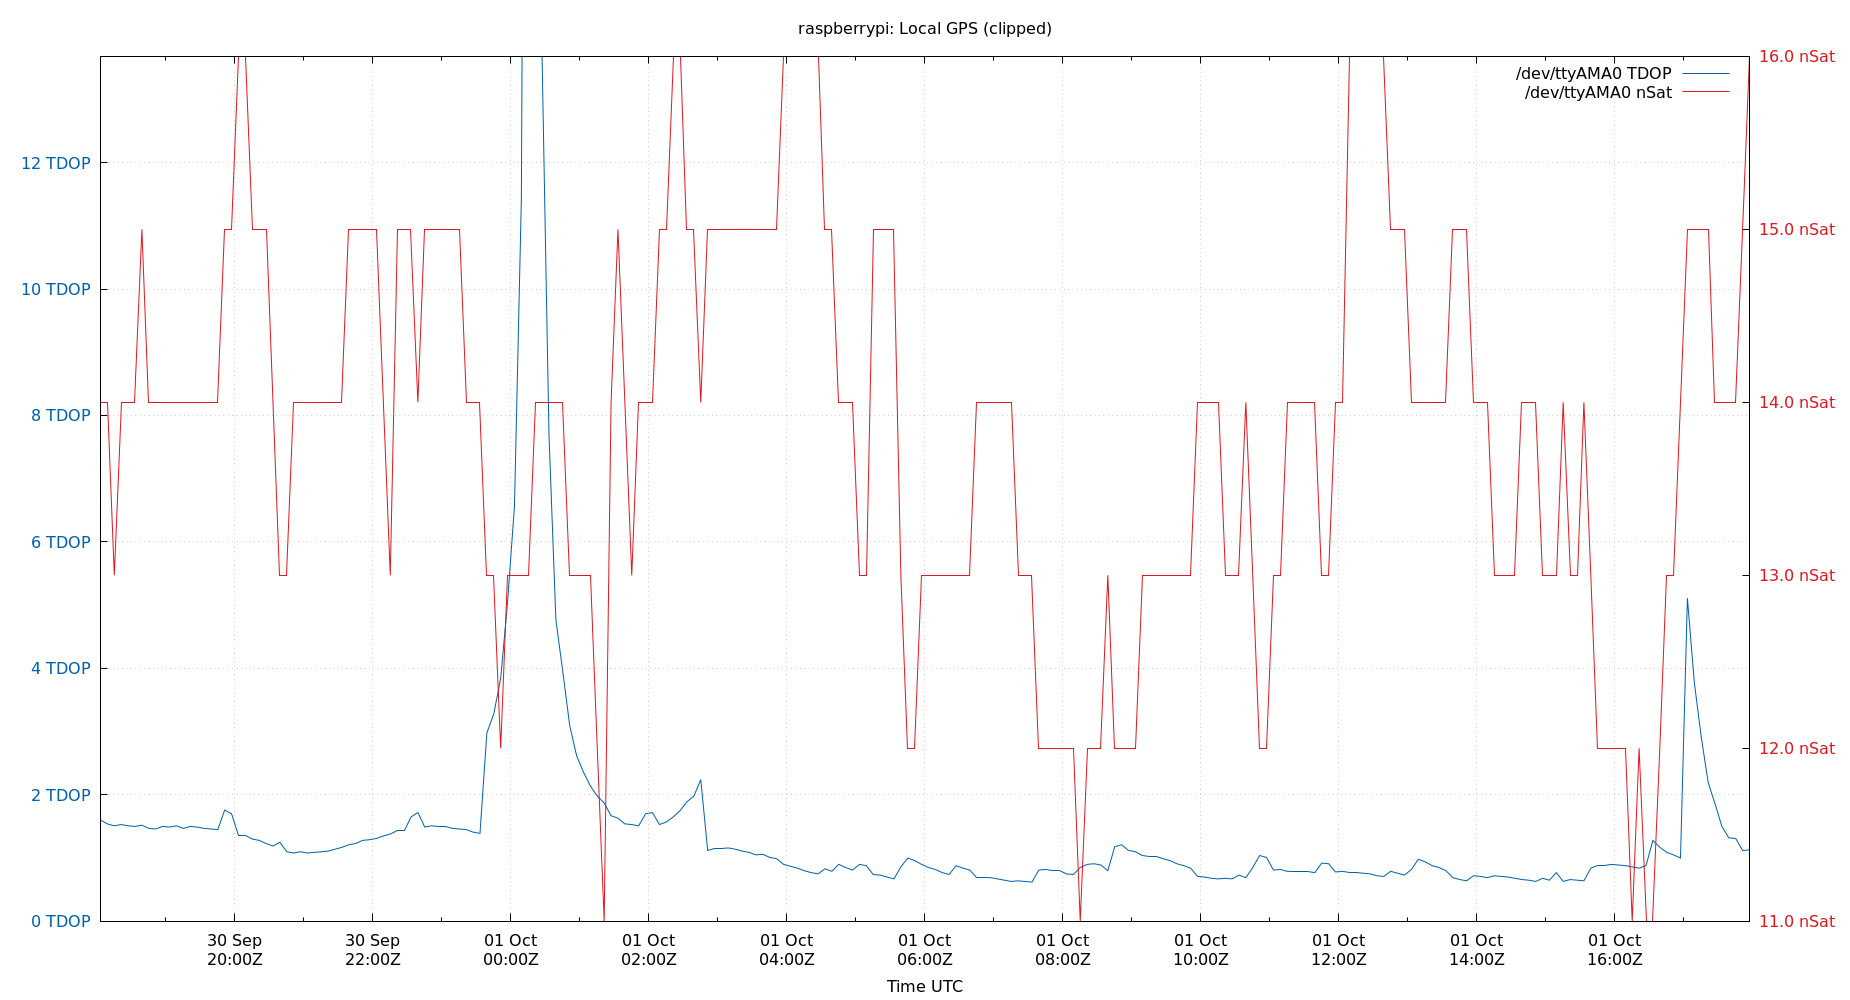 raspberrypi: Local GPS (clipped)
16.0 nSat
/dev/ttyAMA0 TDOP
/dev/ttyAMA0 nSat
12 TDOP
15.0 nSat
10 TDOP
14.0 nSat
8 TDOP
6 TDOP
13.0 nSat
4 TDOP
12.0 nSat
2 TDOP
0 TDOP
11.0 nSat
30 Sep 30 Sep 01 Oct 01 Oct 01 Oct 01 Oct 01 Oct 01 Oct 01 Oct 01 Oct 01 Oct
20:00Z 22:00Z 00:00Z 02:00Z 04:00Z 06:00Z 08:00Z 10:00Z 12:00Z 14:00Z 16:00Z
Time UTC